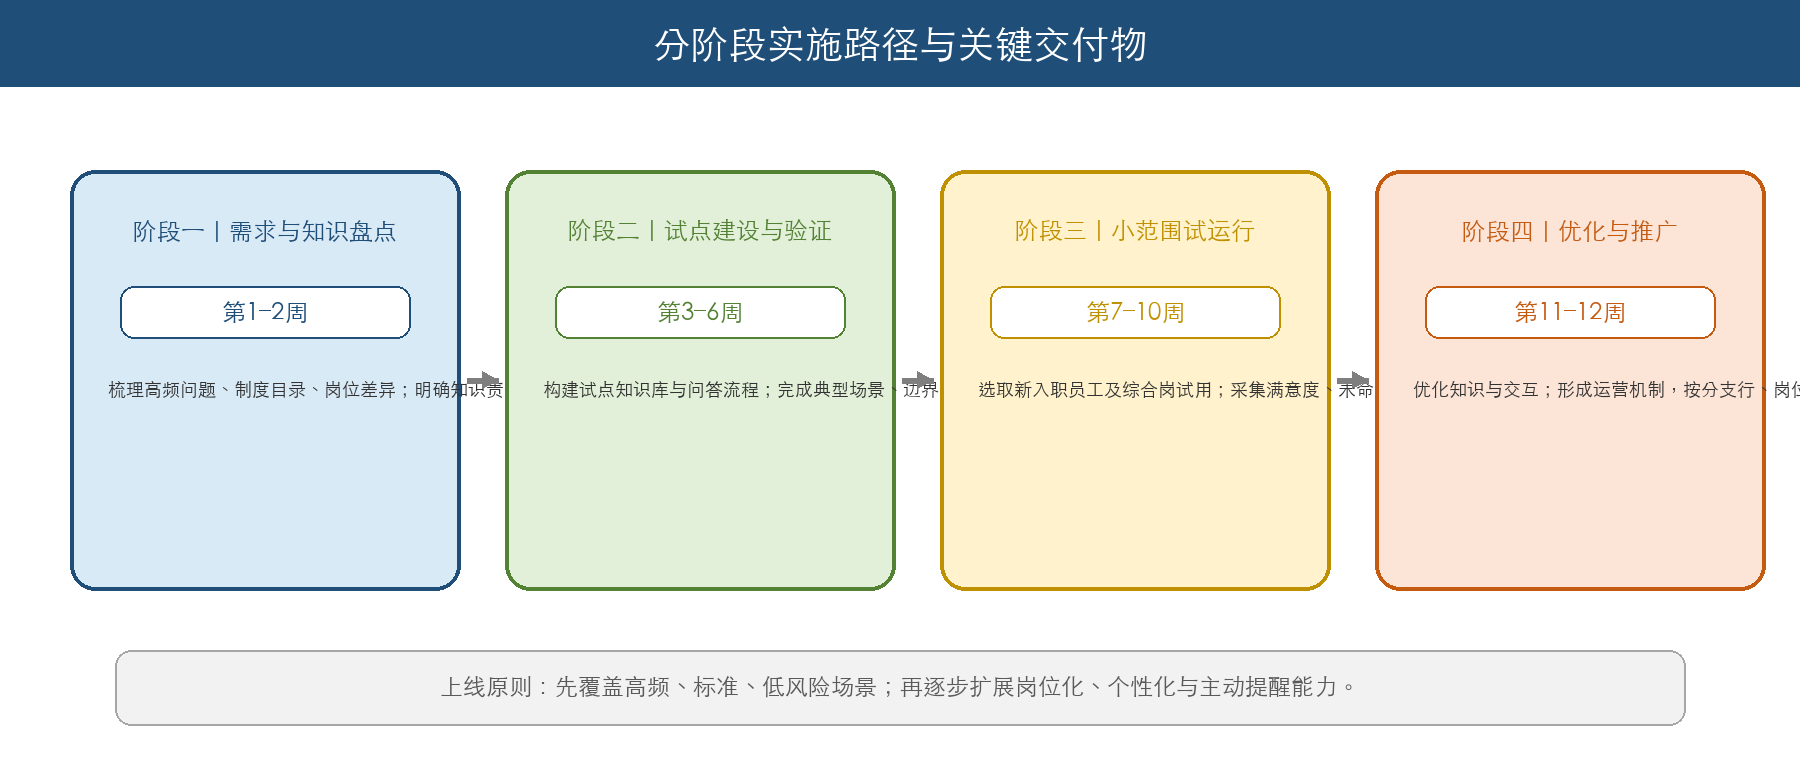 分阶段实施路径与关键交付物
阶段一丨需求与知识盘点
第1–2周
梳理高频问题、制度目录、岗位差异；明确知识责
阶段二丨试点建设与验证
第3–6周
构建试点知识库与问答流程；完成典型场景、边界
阶段三丨小范围试运行
第7–10周
选取新入职员工及综合岗试用；采集满意度、未命
阶段四丨优化与推广
第11–12周
优化知识与交互；形成运营机制，按分支行、岗位
上线原则：先覆盖高频、标准、低风险场景；再逐步扩展岗位化、个性化与主动提醒能力。